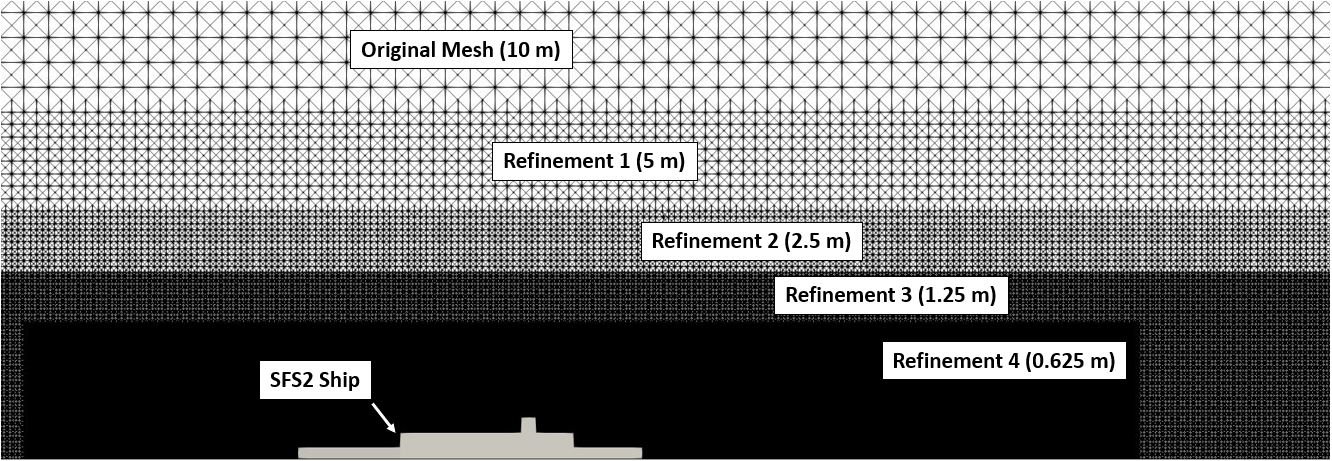 Original Mesh (10 m)
Refinement 1 (5 m)
Refinement 2 (2.5 m)
Refinement 3 (1.25 m)
Refinement 4 (0.625 m)
SFS2 Ship